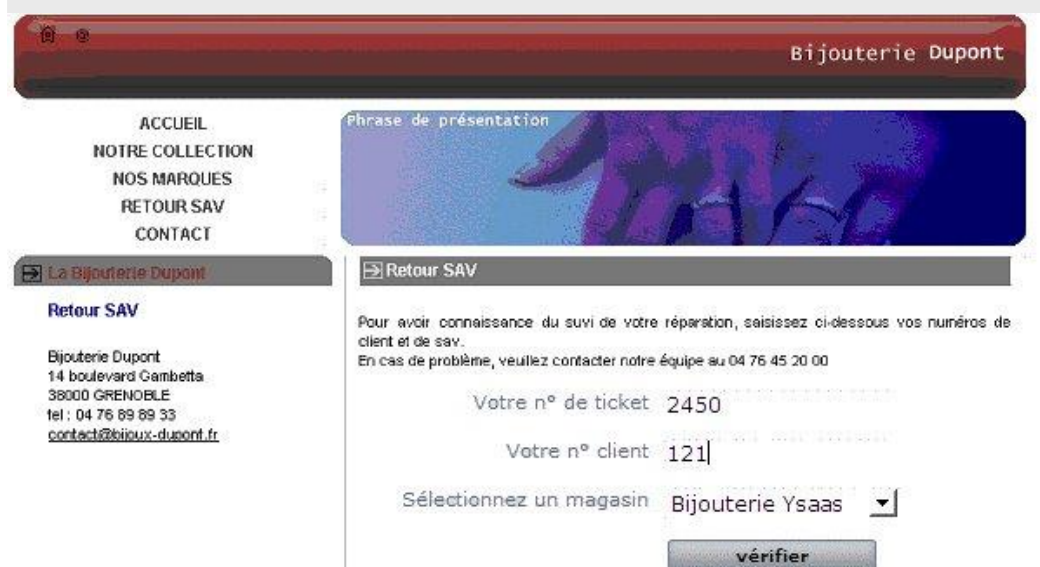 Bijouterie Dupont
ACCUEIL
NOTRE COLLECTION
NOS MARQUES
RETOUR SAV
CONTACT
Phrase de présentation
La Bijouterie Dupont
Retour SAV
Bijouterie Dupont
14 boulevard Gambetta
38000 GRENOBLE
tel : 04 76 89 89 33
contact@bijoux-dupont.fr
Retour SAV
Pour avoir connaissance du suvi de votre réparation, saisissez ci-dessous vos numéros de
client et de sav.
En cas de problème, veuillez contacter notre équipe au 04 76 45 20 00
Votre n° de ticket 2450
Votre n° client 121
Sélectionnez un magasin Bijouterie Ysaas
vérifier